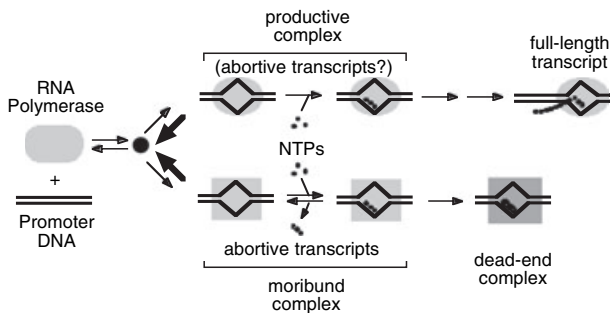 productive
complex
(abortive transcripts?)
full-length
transcript
RNA
Polymerase
+
Promoter
DNA
NTPs
abortive transcripts
moribund
complex
dead-end
complex